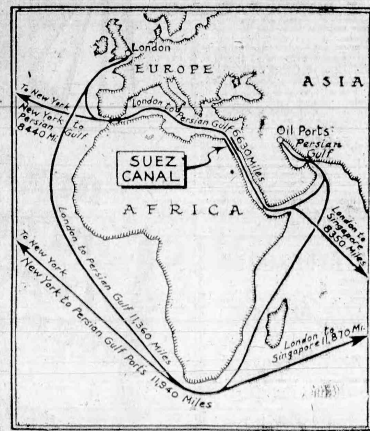 London
EUROPE
ASIA
To New York
New York to
Persian Gulf
8440 Mi.
London to Persian Gulf 6630 Miles
Oil Ports
Persian
Gulf
SUEZ
CANAL
AFRICA
London to
Singapore
8350 Miles
London to Persian Gulf 11,360 Miles
To New York
New York to Persian Gulf Ports 11,940 Miles
London to
Singapore 11,870 Mi.